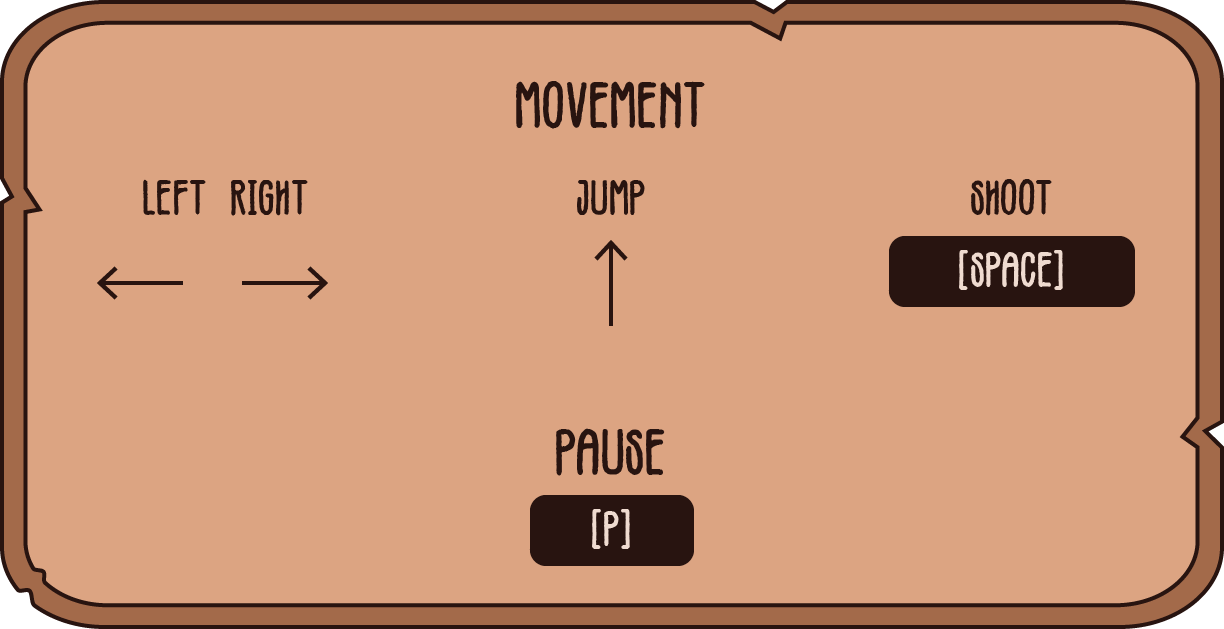 MOVEMENT
LEFT RIGHT JUMP SHOOT
[SPACE]
PAUSE
[P]